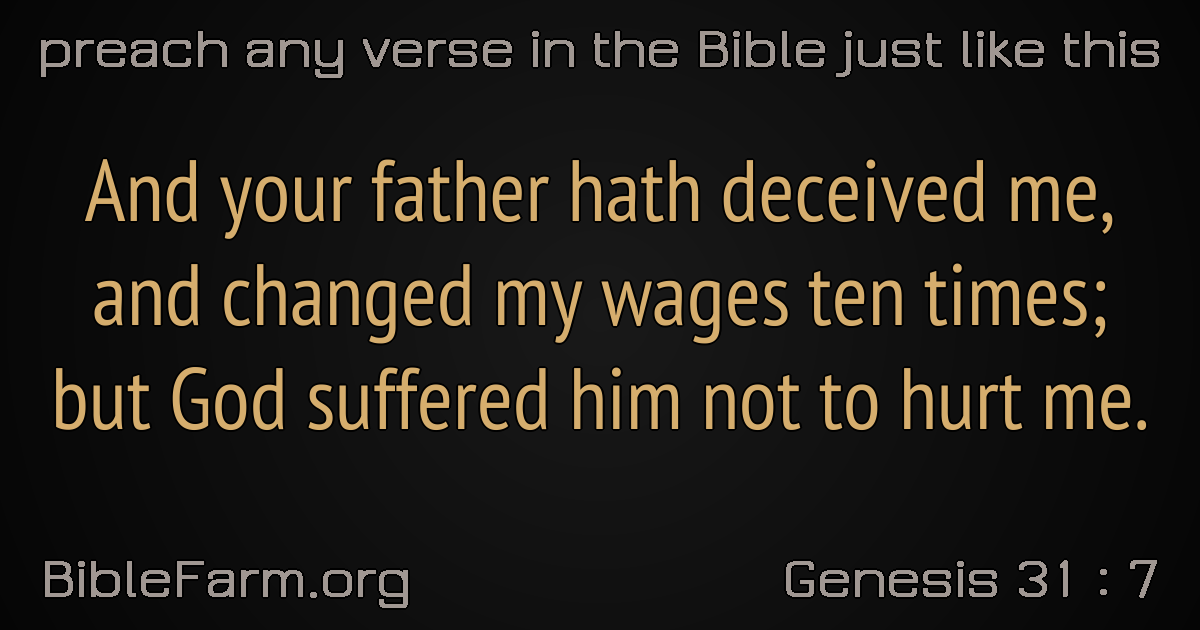 preach any verse in the Bible just like this
And your father hath deceived me,
and changed my wages ten times;
but God suffered him not to hurt me.
BibleFarm.org
Genesis 31 : 7